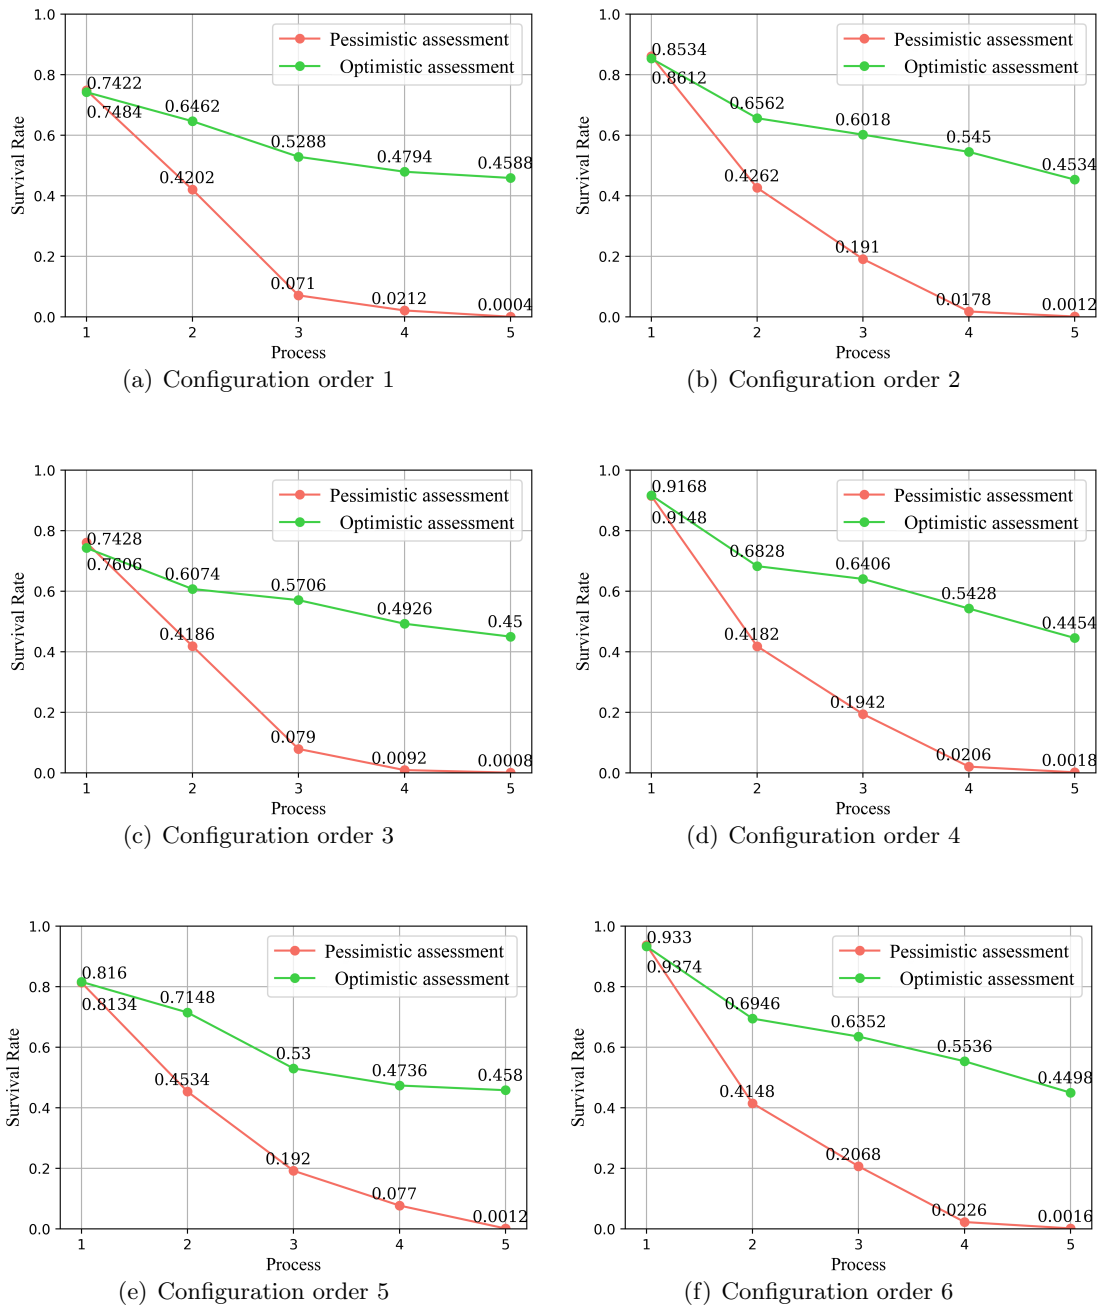 1.0
0.8
0.6
0.4
0.2
0.0
Survival Rate
Pessimistic assessment
Optimistic assessment
0.7422
0.7484
0.6462
0.5288
0.4794
0.4588
0.4202
0.071
0.0212
0.0004
1 2 3 4 5
Process
(a) Configuration order 1
1.0
0.8
0.6
0.4
0.2
0.0
Survival Rate
Pessimistic assessment
Optimistic assessment
0.8534
0.8612
0.6562
0.6018
0.545
0.4534
0.4262
0.191
0.0178
0.0012
1 2 3 4 5
Process
(b) Configuration order 2
1.0
0.8
0.6
0.4
0.2
0.0
Survival Rate
Pessimistic assessment
Optimistic assessment
0.7428
0.7606
0.6074
0.5706
0.4926
0.45
0.4186
0.079
0.0092
0.0008
1 2 3 4 5
Process
(c) Configuration order 3
1.0
0.8
0.6
0.4
0.2
0.0
Survival Rate
Pessimistic assessment
Optimistic assessment
0.9168
0.9148
0.6828
0.6406
0.5428
0.4454
0.4182
0.1942
0.0206
0.0018
1 2 3 4 5
Process
(d) Configuration order 4
1.0
0.8
0.6
0.4
0.2
0.0
Survival Rate
Pessimistic assessment
Optimistic assessment
0.816
0.8134
0.7148
0.53
0.4736
0.458
0.4534
0.192
0.077
0.0012
1 2 3 4 5
Process
(e) Configuration order 5
1.0
0.8
0.6
0.4
0.2
0.0
Survival Rate
Pessimistic assessment
Optimistic assessment
0.933
0.9374
0.6946
0.6352
0.5536
0.4498
0.4148
0.2068
0.0226
0.0016
1 2 3 4 5
Process
(f) Configuration order 6